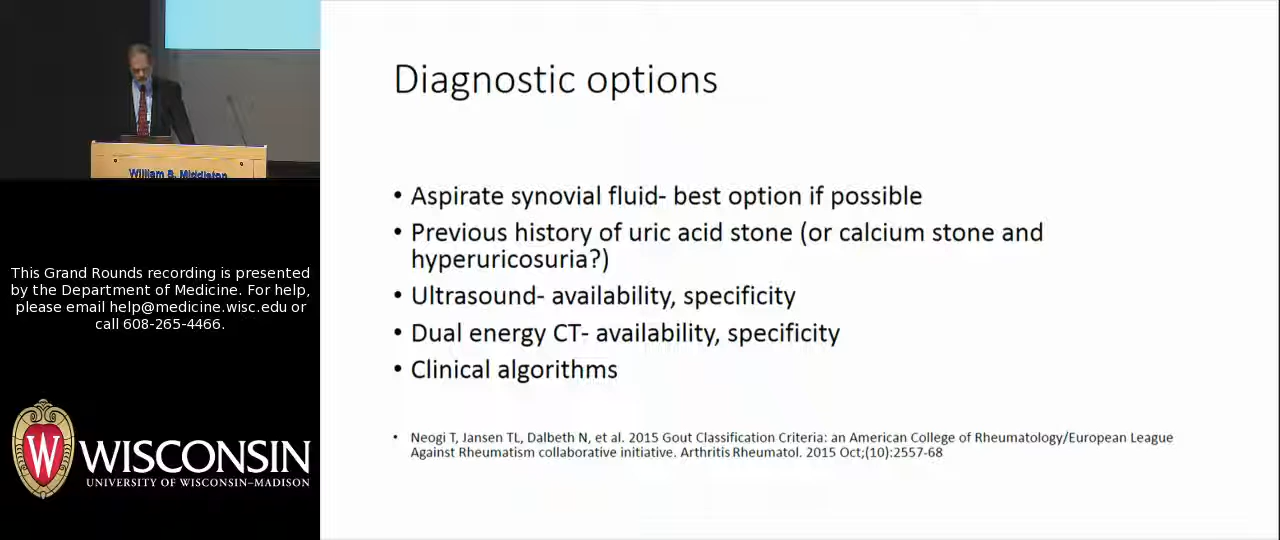 Diagnostic options
• Aspirate synovial fluid- best option if possible
• Previous history of uric acid stone (or calcium stone and
hyperuricosuria?)
• Ultrasound- availability, specificity
• Dual energy CT- availability, specificity
• Clinical algorithms
• Neogi T, Jansen TL, Dalbeth N, et al. 2015 Gout Classification Criteria: an American College of Rheumatology/European League
Against Rheumatism collaborative initiative. Arthritis Rheumatol. 2015 Oct;(10):2557-68
William S. Middleton
This Grand Rounds recording is presented
by the Department of Medicine. For help,
please email help@medicine.wisc.edu or
call 608-265-4466.
W
WISCONSIN
UNIVERSITY OF WISCONSIN–MADISON